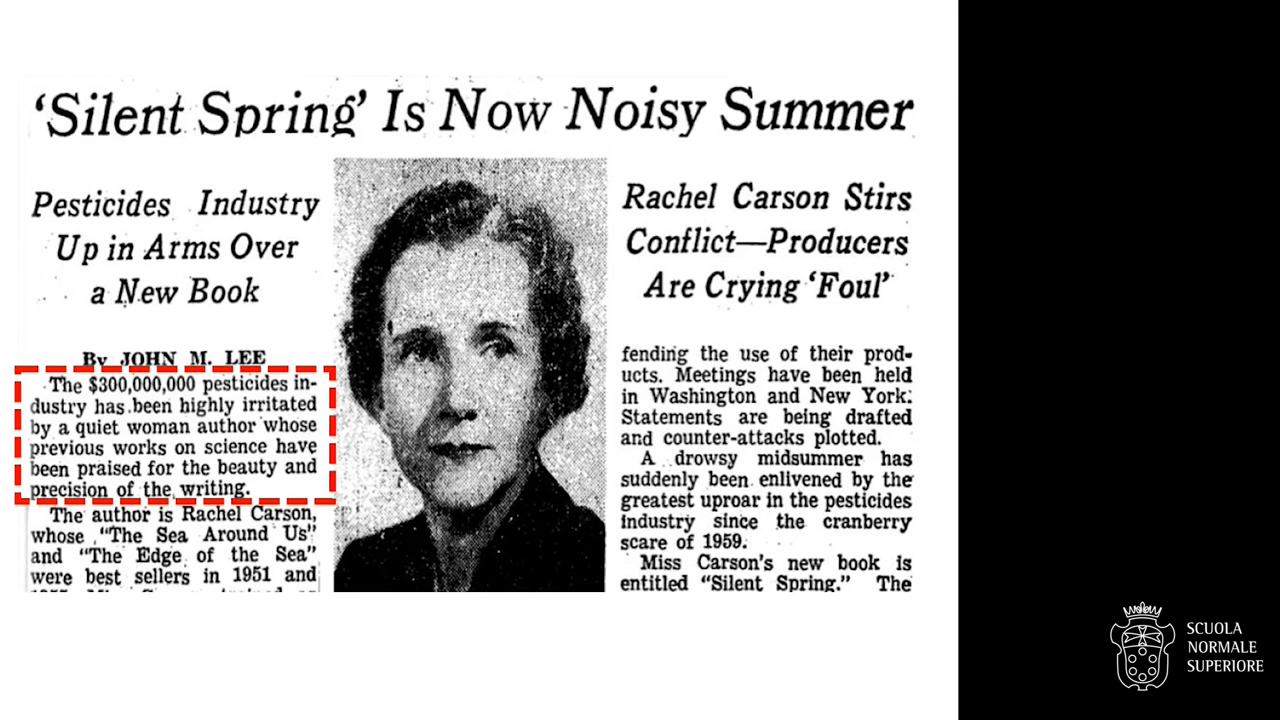 ‘Silent Spring’ Is Now Noisy Summer
Pesticides Industry
Up in Arms Over
a New Book
By JOHN M. LEE
The $300,000,000 pesticides in-
dustry has been highly irritated
by a quiet woman author whose
previous works on science have
been praised for the beauty and
precision of the writing.
The author is Rachel Carson,
whose “The Sea Around Us”
and “The Edge of the Sea”
were best sellers in 1951 and
Rachel Carson Stirs
Conflict—Producers
Are Crying ‘Foul’
fending the use of their prod-
ucts. Meetings have been held
in Washington and New York.
Statements are being drafted
and counter-attacks plotted.
A drowsy midsummer has
suddenly been enlivened by the
greatest uproar in the pesticides
industry since the cranberry
scare of 1959.
Miss Carson's new book is
entitled “Silent Spring.” The
SCUOLA
NORMALE
SUPERIORE